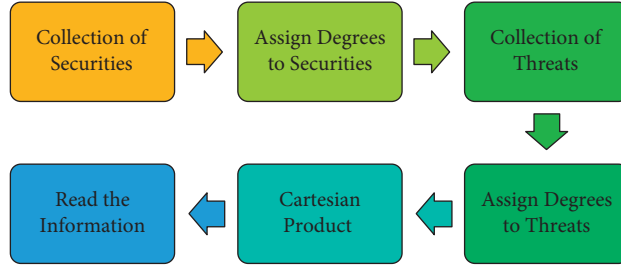 Collection of
Securities
Assign Degrees
to Securities
Collection of
Threats
Assign Degrees
to Threats
Cartesian
Product
Read the
Information